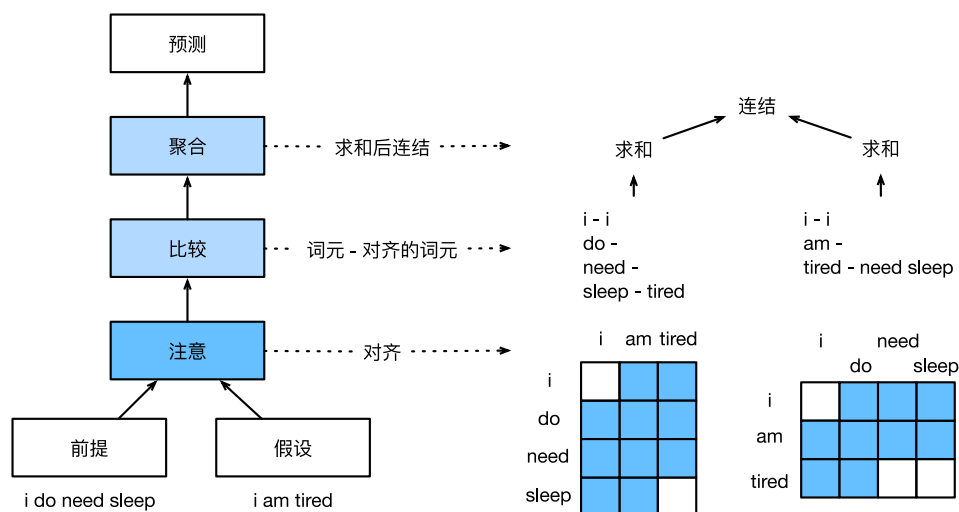 预测
聚合
求和后连结
比较
词元 - 对齐的词元
注意
对齐
前提
假设
i do need sleep
i am tired
连结
求和
求和
i - i
do -
need -
sleep - tired
i - i
am -
tired - need sleep
i am tired
i
do
need
sleep
i need
do sleep
i
am
tired